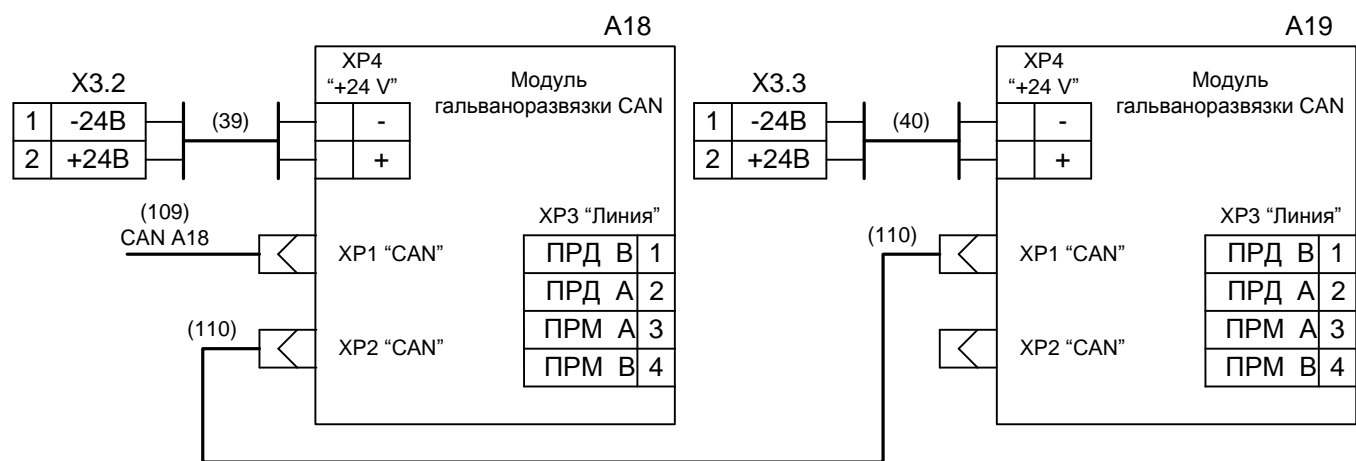 A18
X3.2
1 -24В
2 +24В
(39)
XP4
“+24 V”
-
+
Модуль
гальваноразвязки CAN
(109)
CAN A18
XP1 “CAN”
(110)
XP2 “CAN”
XP3 “Линия”
ПРД В 1
ПРД А 2
ПРМ А 3
ПРМ В 4
A19
X3.3
1 -24В
2 +24В
(40)
XP4
“+24 V”
-
+
Модуль
гальваноразвязки CAN
(110)
XP1 “CAN”
XP2 “CAN”
XP3 “Линия”
ПРД В 1
ПРД А 2
ПРМ А 3
ПРМ В 4